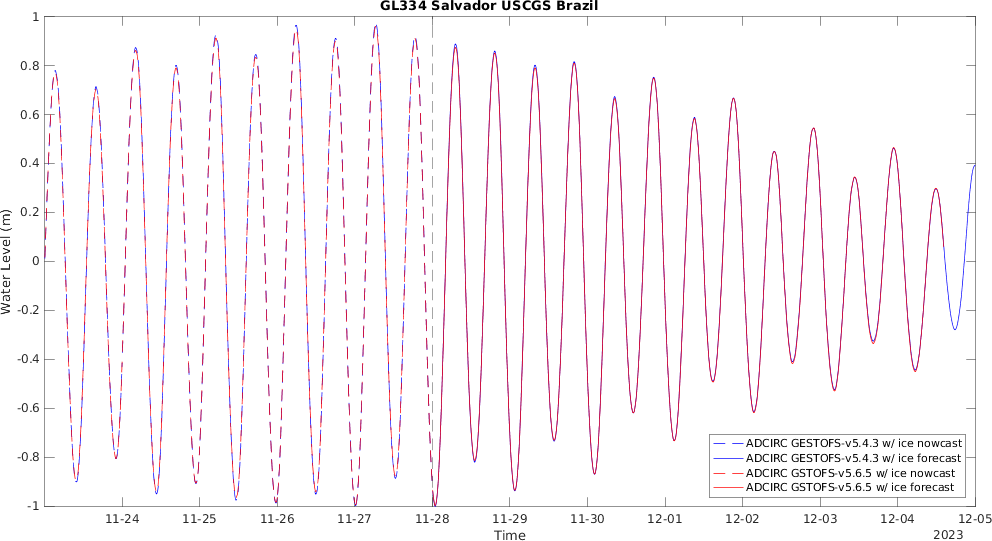 GL334 Salvador USCGS Brazil
1
0.8
0.6
0.4
0.2
0
-0.2
-0.4
-0.6
-0.8
-1
Water Level (m)
ADCIRC GESTOFS-v5.4.3 w/ ice nowcast
ADCIRC GESTOFS-v5.4.3 w/ ice forecast
ADCIRC GSTOFS-v5.6.5 w/ ice nowcast
ADCIRC GSTOFS-v5.6.5 w/ ice forecast
11-24 11-25 11-26 11-27 11-28 11-29 11-30 12-01 12-02 12-03 12-04 12-05
Time
2023